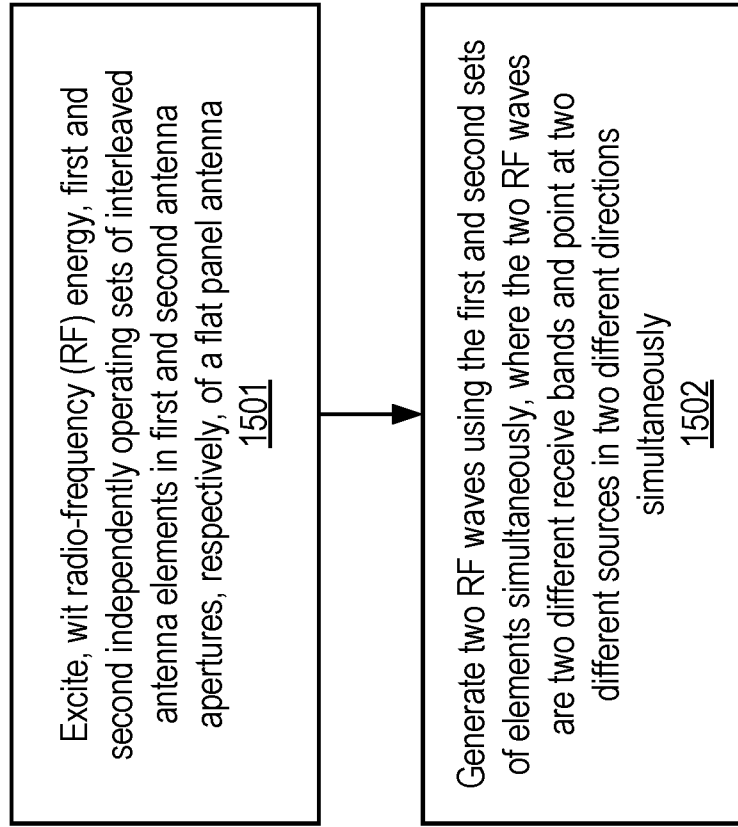 Excite, wit radio-frequency (RF) energy, first and
second independently operating sets of interleaved
antenna elements in first and second antenna
apertures, respectively, of a flat panel antenna
1501
Generate two RF waves using the first and second sets
of elements simultaneously, where the two RF waves
are two different receive bands and point at two
different sources in two different directions
simultaneously
1502